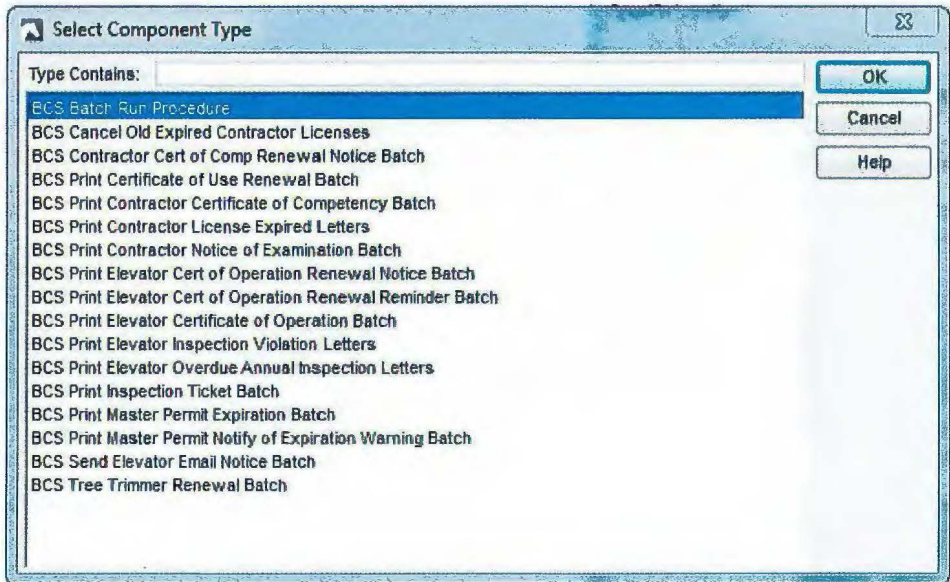 Select Component Type
Type Contains:
OK
BCS Batch Run Procedure
Cancel
BCS Cancel Old Expired Contractor Licenses
BCS Contractor Cert of Comp Renewal Notice Batch
Help
BCS Print Certificate of Use Renewal Batch
BCS Print Contractor Certificate of Competency Batch
BCS Print Contractor License Expired Letters
BCS Print Contractor Notice of Examination Batch
BCS Print Elevator Cert of Operation Renewal Notice Batch
BCS Print Elevator Cert of Operation Renewal Reminder Batch
BCS Print Elevator Certificate of Operation Batch
BCS Print Elevator Inspection Violation Letters
BCS Print Elevator Overdue Annual Inspection Letters
BCS Print Inspection Ticket Batch
BCS Print Master Permit Expiration Batch
BCS Print Master Permit Notify of Expiration Warning Batch
BCS Send Elevator Email Notice Batch
BCS Tree Trimmer Renewal Batch